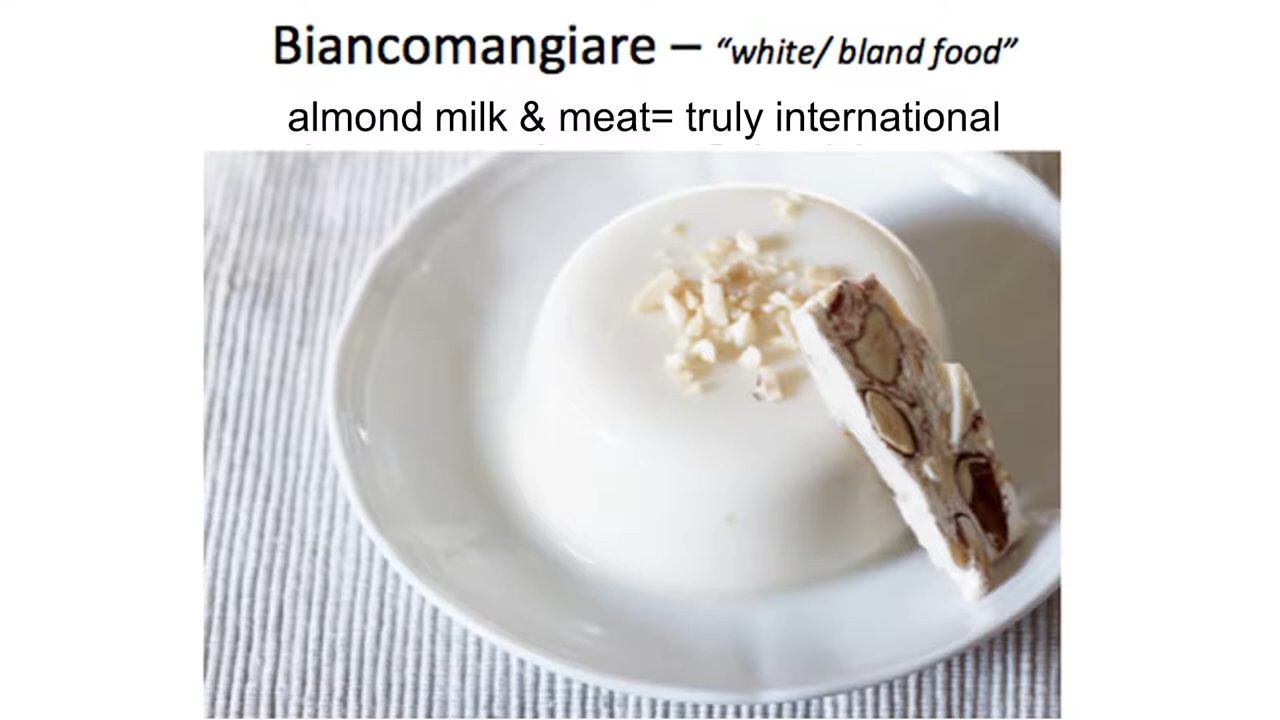 Biancomangiare – “white/ bland food”
almond milk & meat= truly international